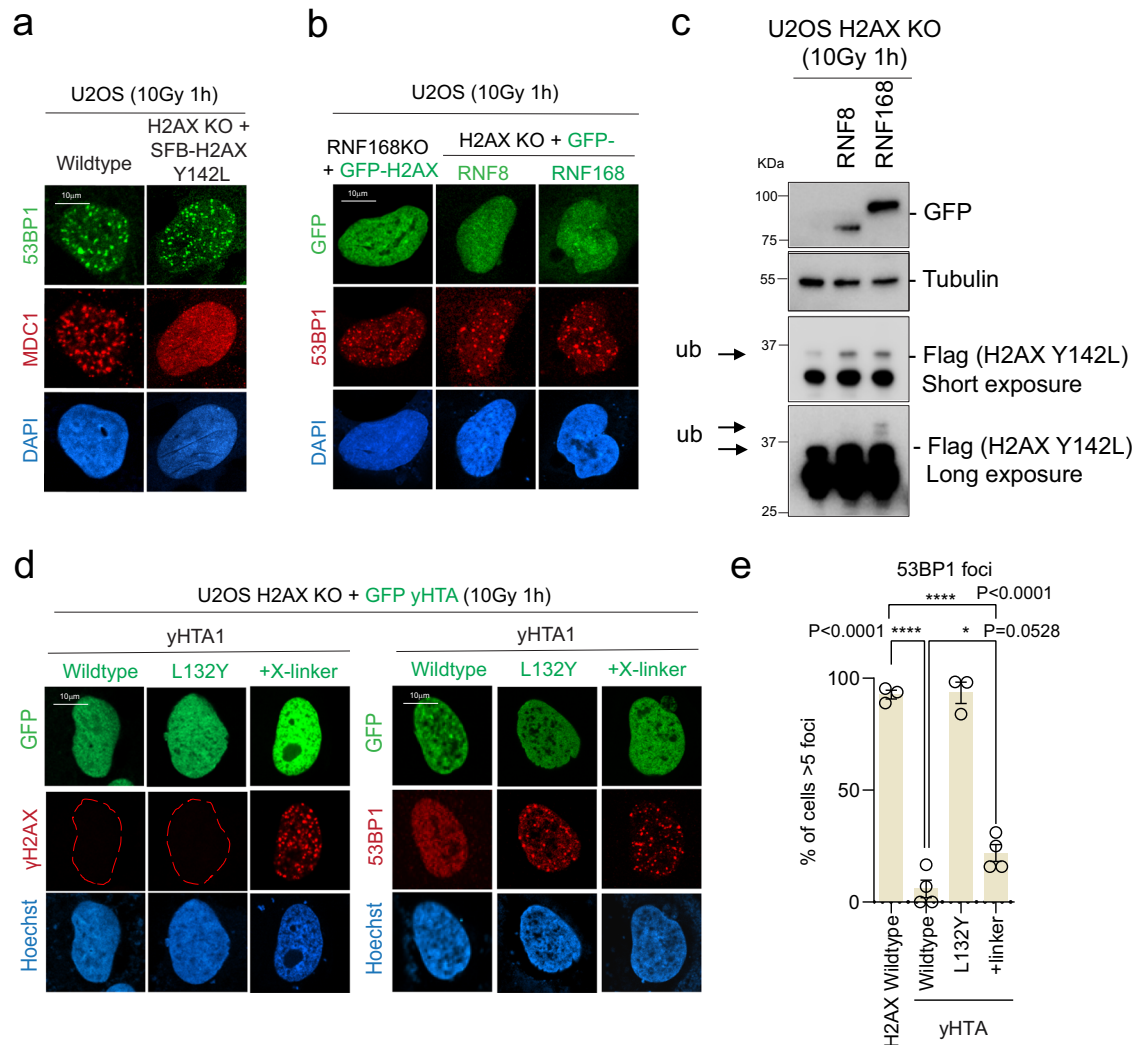 a
U2OS (10Gy 1h)
Wildtype
H2AX KO +
SFB-H2AX
Y142L
10μm
53BP1
MDC1
DAPI
b
U2OS (10Gy 1h)
RNF168KO
+ GFP-H2AX
H2AX KO + GFP-
RNF8
RNF168
10μm
GFP
53BP1
DAPI
c
U2OS H2AX KO
(10Gy 1h)
RNF8
RNF168
KDa
100
75
GFP
55
Tubulin
ub
37
Flag (H2AX Y142L)
Short exposure
ub
37
25
Flag (H2AX Y142L)
Long exposure
d
U2OS H2AX KO + GFP yHTA (10Gy 1h)
yHTA1
Wildtype
L132Y
+X-linker
10μm
GFP
γH2AX
Hoechst
yHTA1
Wildtype
L132Y
+X-linker
10μm
GFP
53BP1
Hoechst
e
53BP1 foci
**** P<0.0001
P<0.0001 ****
* P=0.0528
% of cells >5 foci
100
50
0
H2AX Wildtype
Wildtype
L132Y
+linker
yHTA